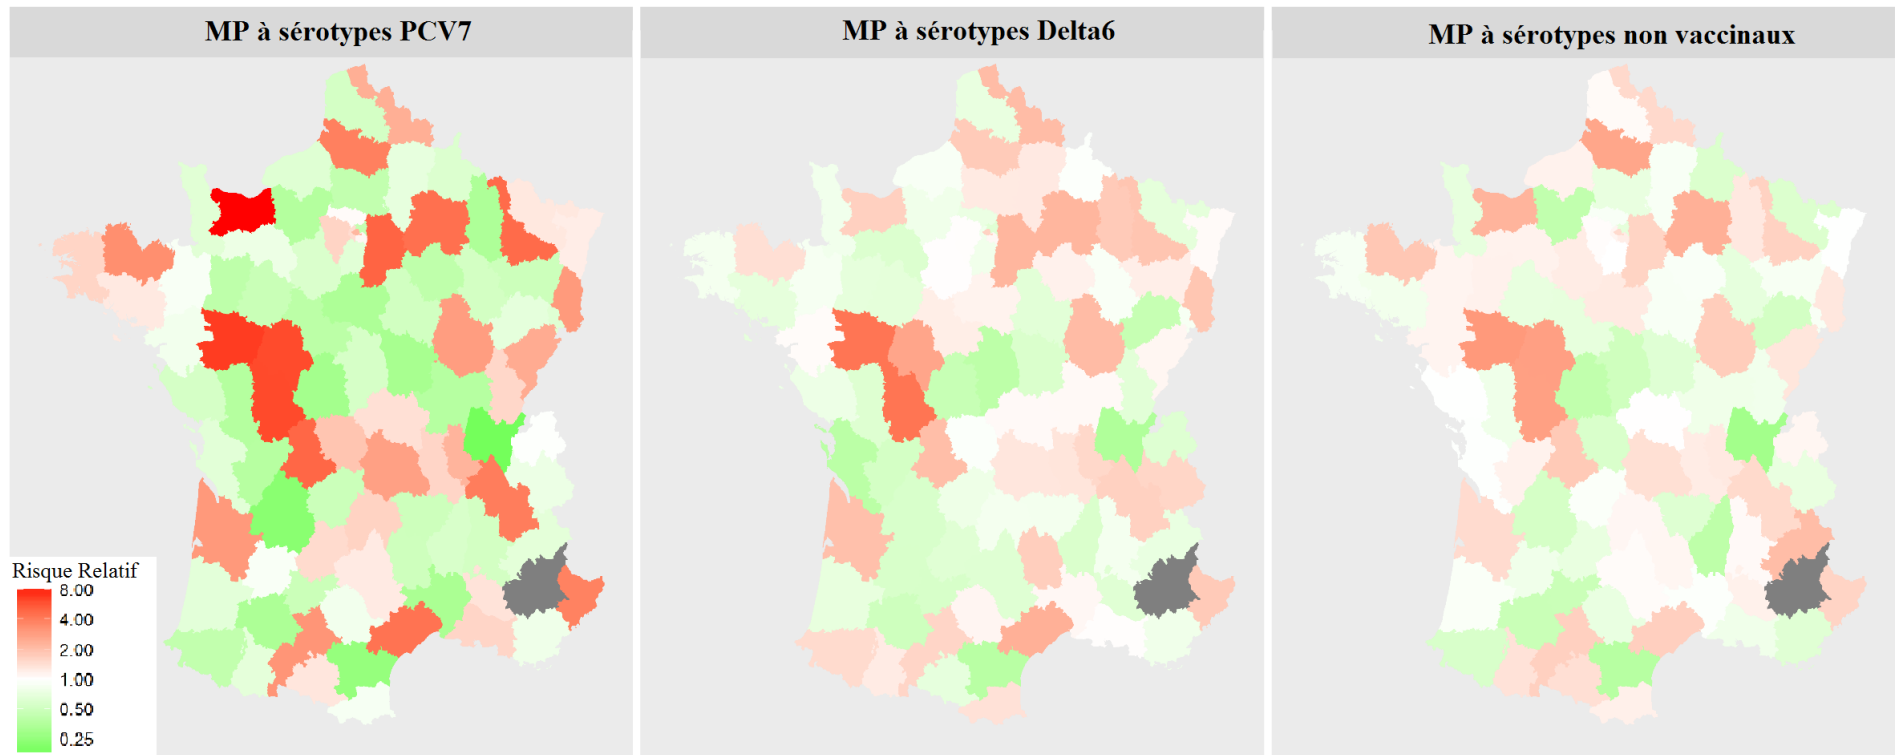 MP à sérotypes PCV7
MP à sérotypes Delta6
MP à sérotypes non vaccinaux
Risque Relatif
8.00
4.00
2.00
1.00
0.50
0.25